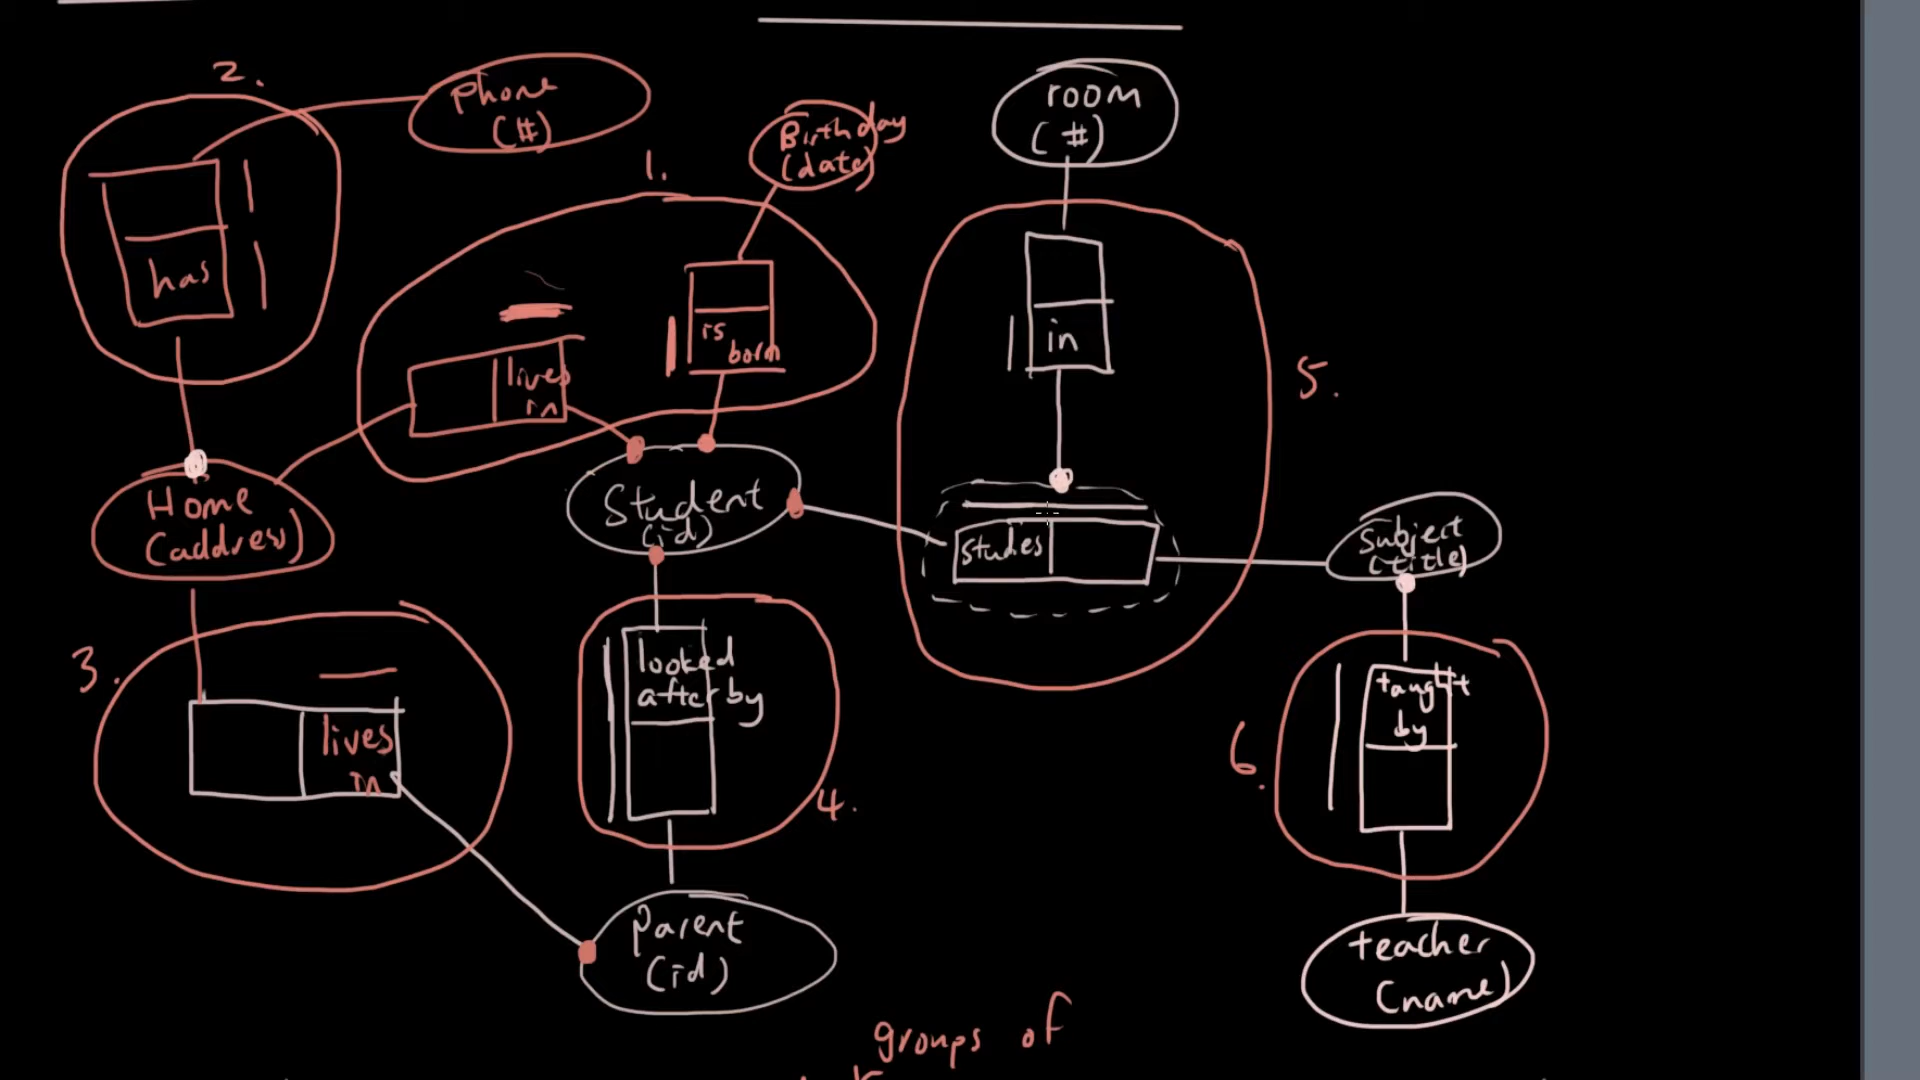 2.
phone
(#)
1.
Birthday
(date)
room
(#)
has
is
born
lives
in
in
5.
Home
(address)
Student
(id)
studies
subject
(title)
3.
lives
in
looked
after by
4.
taught
by
6.
Parent
(id)
teacher
(name)
groups of